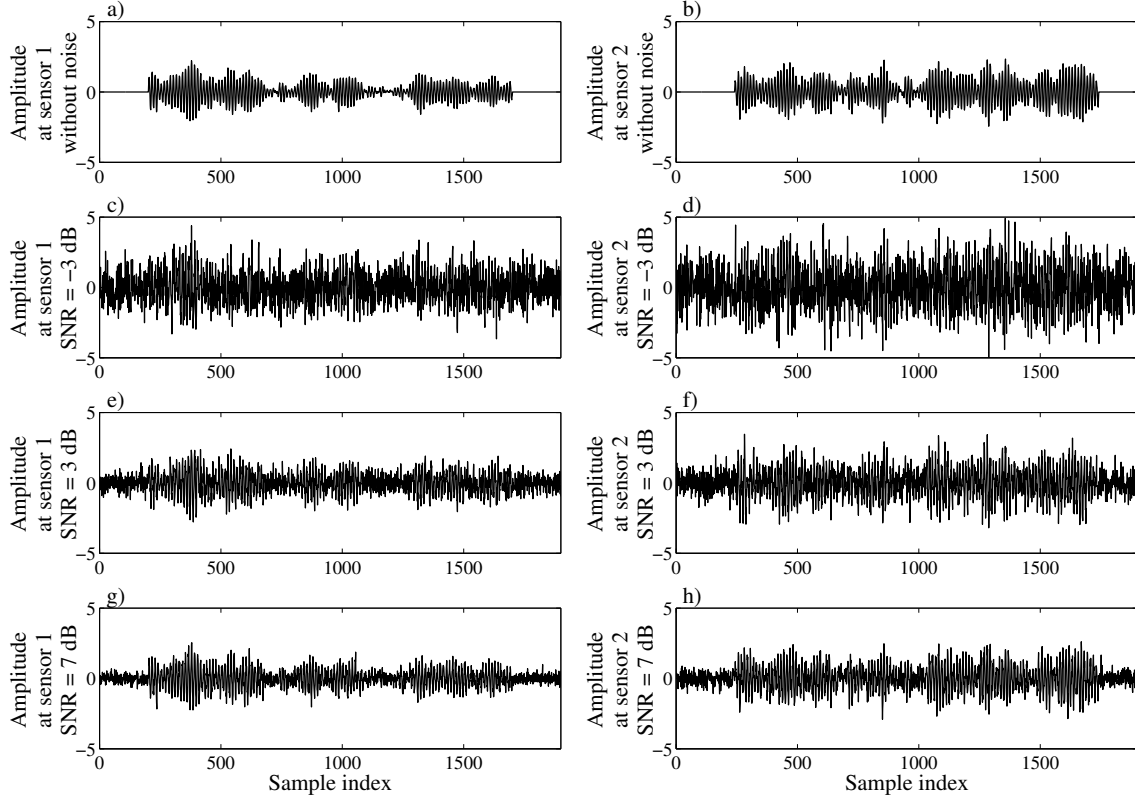 a)
Amplitude
at sensor 1
without noise
5
0
−5
0 500 1000 1500
b)
Amplitude
at sensor 2
without noise
5
0
−5
0 500 1000 1500
c)
Amplitude
at sensor 1
SNR = −3 dB
5
0
−5
0 500 1000 1500
d)
Amplitude
at sensor 2
SNR = −3 dB
5
0
−5
0 500 1000 1500
e)
Amplitude
at sensor 1
SNR = 3 dB
5
0
−5
0 500 1000 1500
f)
Amplitude
at sensor 2
SNR = 3 dB
5
0
−5
0 500 1000 1500
g)
Amplitude
at sensor 1
SNR = 7 dB
5
0
−5
0 500 1000 1500
Sample index
h)
Amplitude
at sensor 2
SNR = 7 dB
5
0
−5
0 500 1000 1500
Sample index